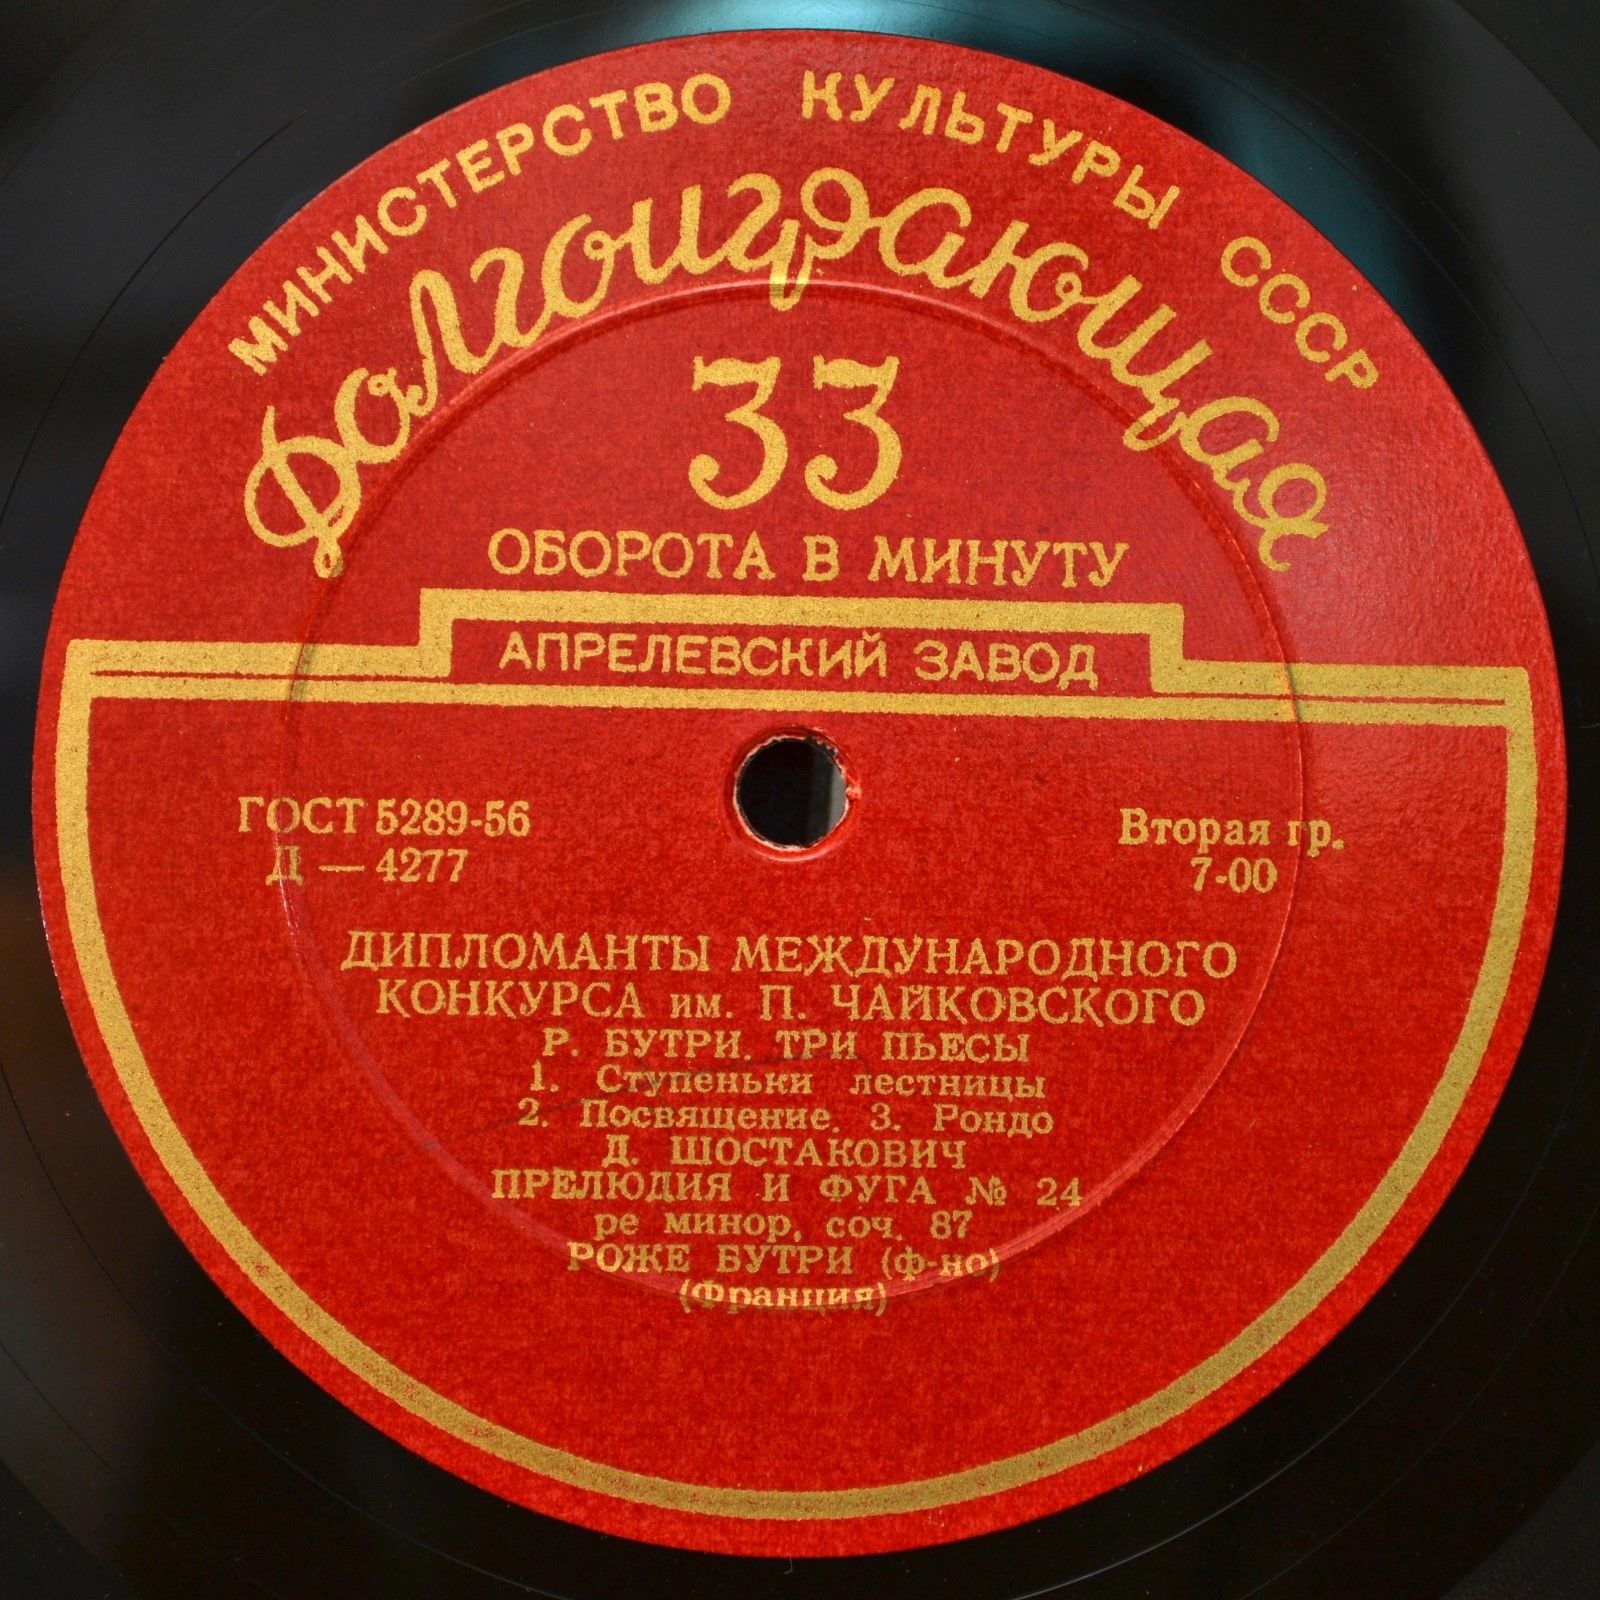 МИНИСТЕРСТВО КУЛЬТУРЫ СССР
Долгоиграющая
33
ОБОРОТА В МИНУТУ
АПРЕЛЕВСКИЙ ЗАВОД
ГОСТ 5289-56
Д — 4277
Вторая гр.
7-00
ДИПЛОМАНТЫ МЕЖДУНАРОДНОГО
КОНКУРСА им. П. ЧАЙКОВСКОГО
Р. БУТРИ. ТРИ ПЬЕСЫ
1. Ступеньки лестницы
2. Посвящение. 3. Рондо
Д. ШОСТАКОВИЧ
ПРЕЛЮДИЯ И ФУГА № 24
ре минор, соч. 87
РОЖЕ БУТРИ (ф-но)
(Франция)